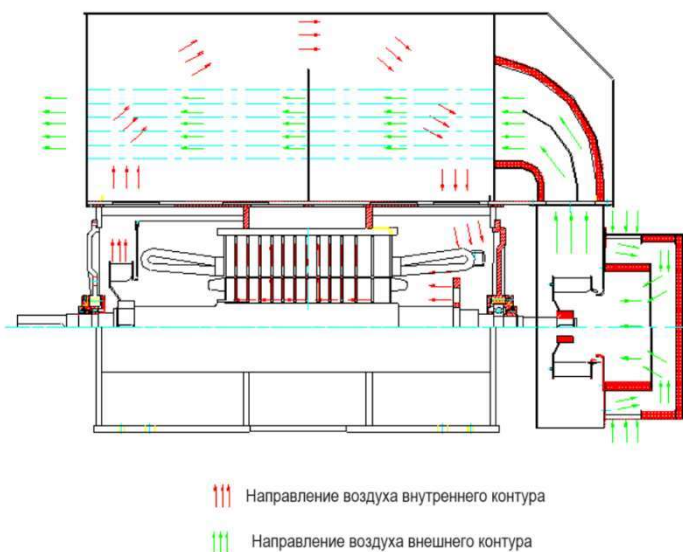 Направление воздуха внутреннего контура
Направление воздуха внешнего контура